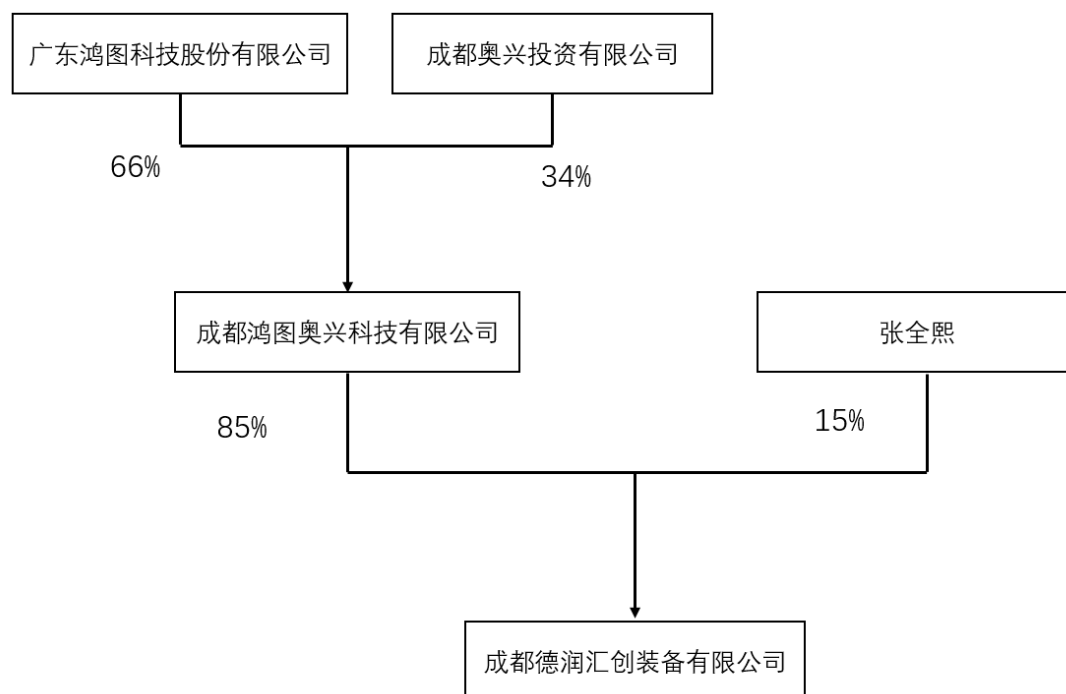 广东鸿图科技股份有限公司
成都奥兴投资有限公司
66%
34%
成都鸿图奥兴科技有限公司
张全熙
85%
15%
成都德润汇创装备有限公司